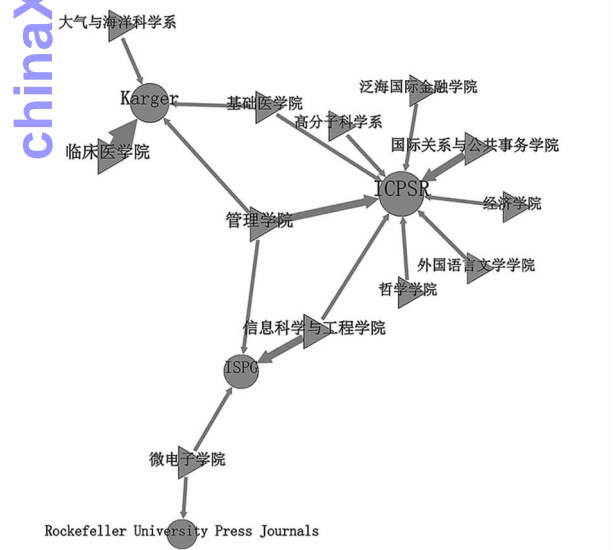 chinaX
大气与海洋科学系
Karger
基础医学院
泛海国际金融学院
高分子科学系
临床医学院
国际关系与公共事务学院
ICPSR
经济学院
管理学院
外国语言文学学院
哲学学院
信息科学与工程学院
ISPG
微电子学院
Rockefeller University Press Journals